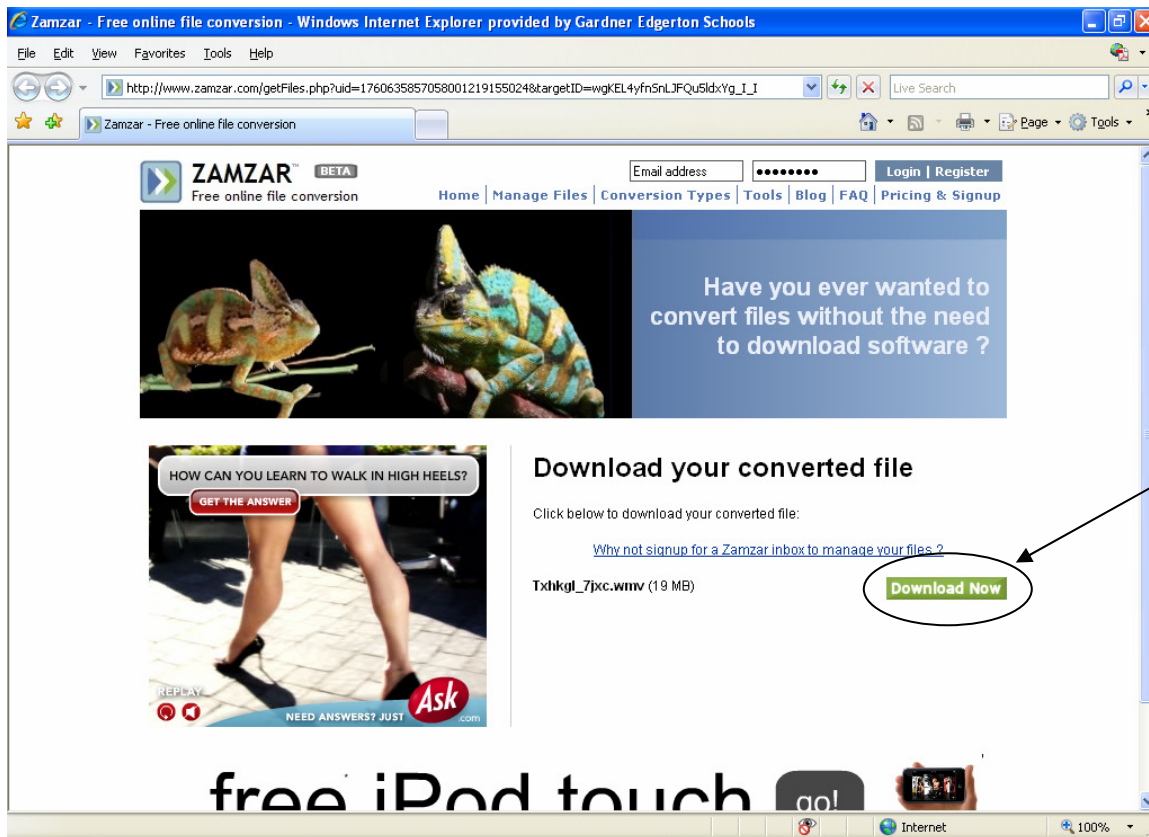 Zamzar - Free online file conversion - Windows Internet Explorer provided by Gardner Edgerton Schools
File Edit View Favorites Tools Help
http://www.zamzar.com/getFiles.php?uid=1760635857058001219155024&targetID=wgKEL4yfnSnLJFQu5ldxYg_I_I
Live Search
Zamzar - Free online file conversion
Page Tools
ZAMZAR™ BETA
Free online file conversion
Email address
Login | Register
Home | Manage Files | Conversion Types | Tools | Blog | FAQ | Pricing & Signup
Have you ever wanted to
convert files without the need
to download software ?
HOW CAN YOU LEARN TO WALK IN HIGH HEELS?
GET THE ANSWER
REPLAY
NEED ANSWERS? JUST Ask.com
Download your converted file
Click below to download your converted file:
Why not signup for a Zamzar inbox to manage your files ?
Txhkgl_7jxc.wmv (19 MB)
Download Now
free iPod touch go!
Internet 100%